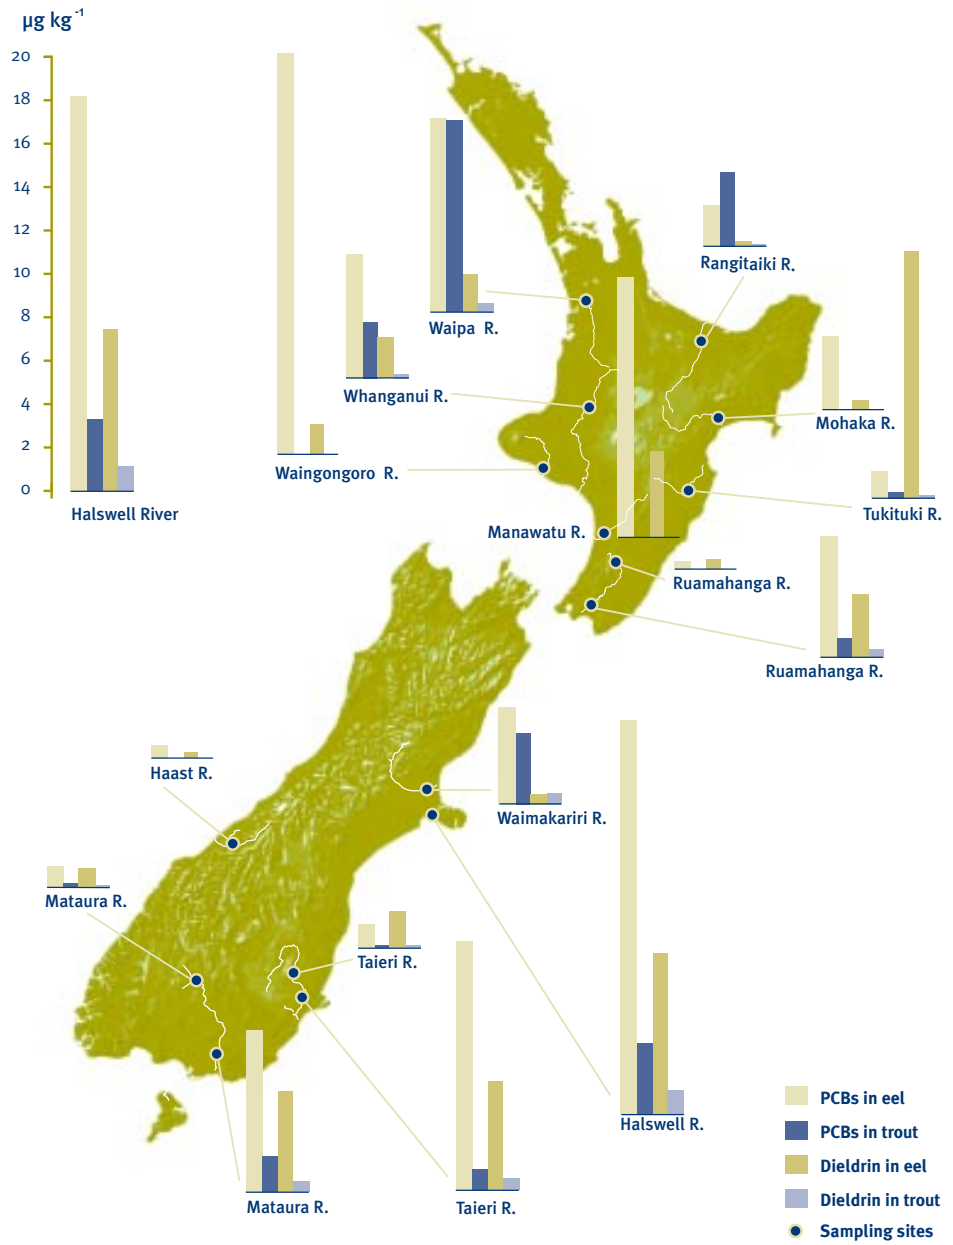 µg kg-1
20
18
16
14
12
10
8
6
4
2
0
Halswell River
Waingongoro R.
Whanganui R.
Waipa R.
Rangitaiki R.
Mohaka R.
Tukituki R.
Manawatu R.
Ruamahanga R.
Ruamahanga R.
Haast R.
Waimakariri R.
Mataura R.
Taieri R.
Halswell R.
Mataura R.
Taieri R.
PCBs in eel
PCBs in trout
Dieldrin in eel
Dieldrin in trout
Sampling sites